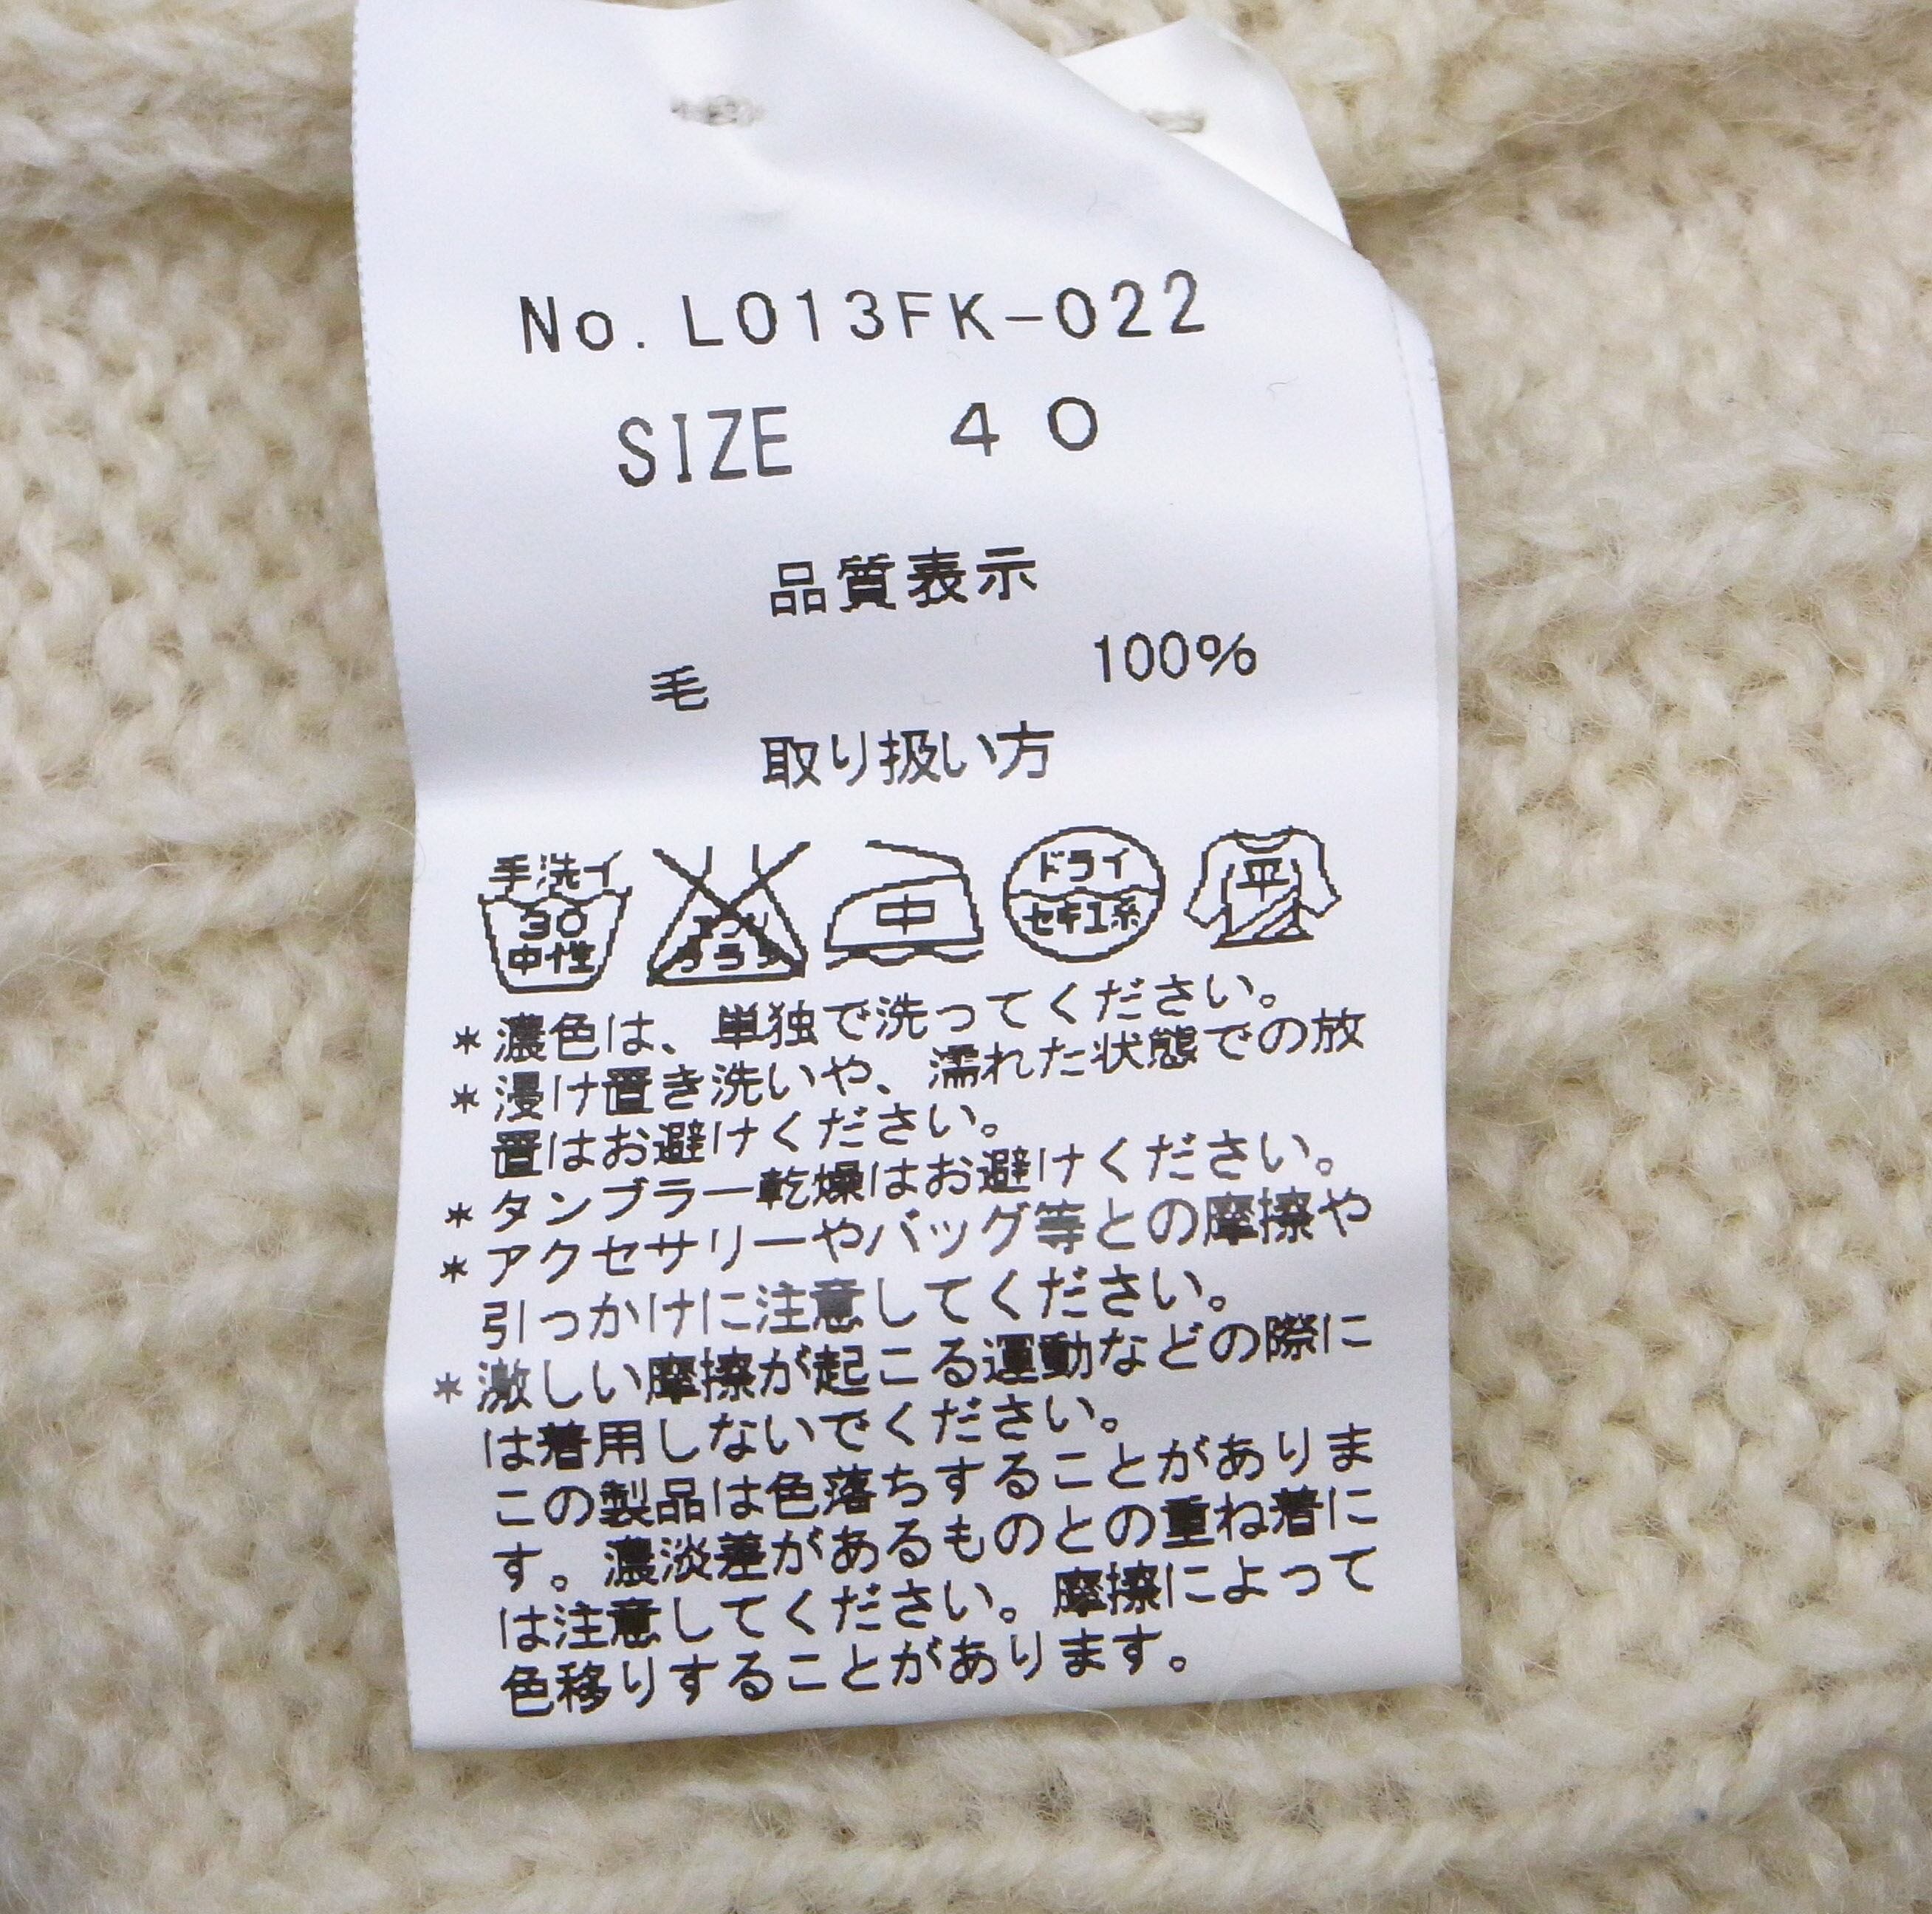 No. L013FK-022
SIZE 40
品質表示
毛 100%
取り扱い方
手洗イ 30 中性
エンソ サラシ
中
ドライ セキユ系
平
*濃色は、単独で洗ってください。
*浸け置き洗いや、濡れた状態での放
置はお避けください。
*タンブラー乾燥はお避けください。
*アクセサリーやバッグ等との摩擦や
引っかけに注意してください。
*激しい摩擦が起こる運動などの際に
は着用しないでください。
この製品は色落ちすることがありま
す。濃淡差があるものとの重ね着に
は注意してください。摩擦によって
色移りすることがあります。